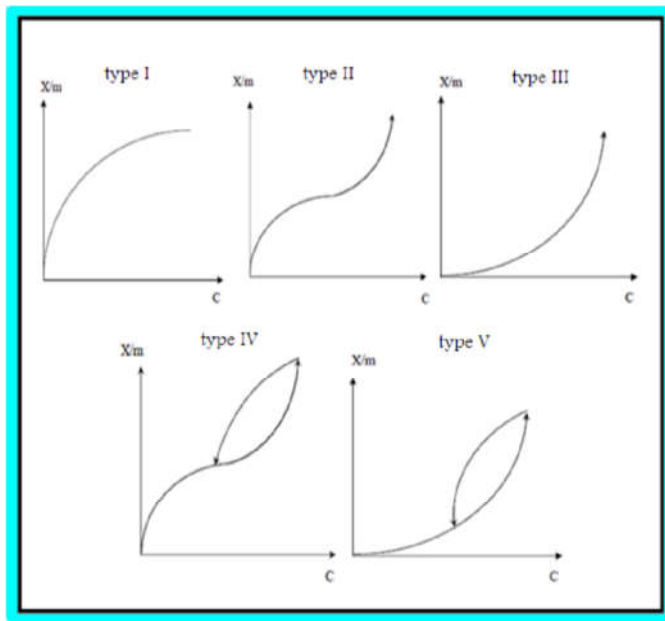 type I
type II
type III
X/m
X/m
X/m
C
C
C
type IV
type V
X/m
X/m
C
C